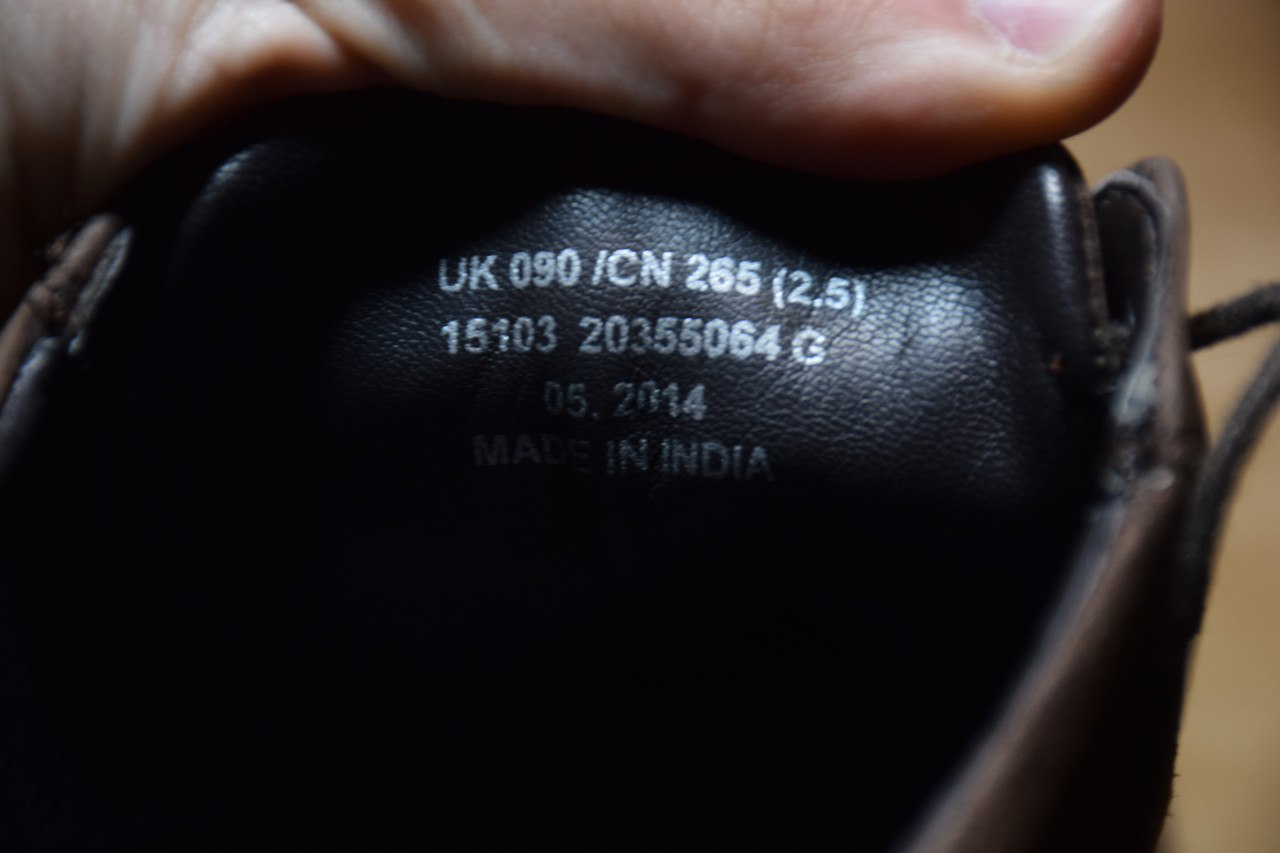 UK 090 /CN 265 (2.5)
15103 20355064 G
05. 2014
MADE IN INDIA